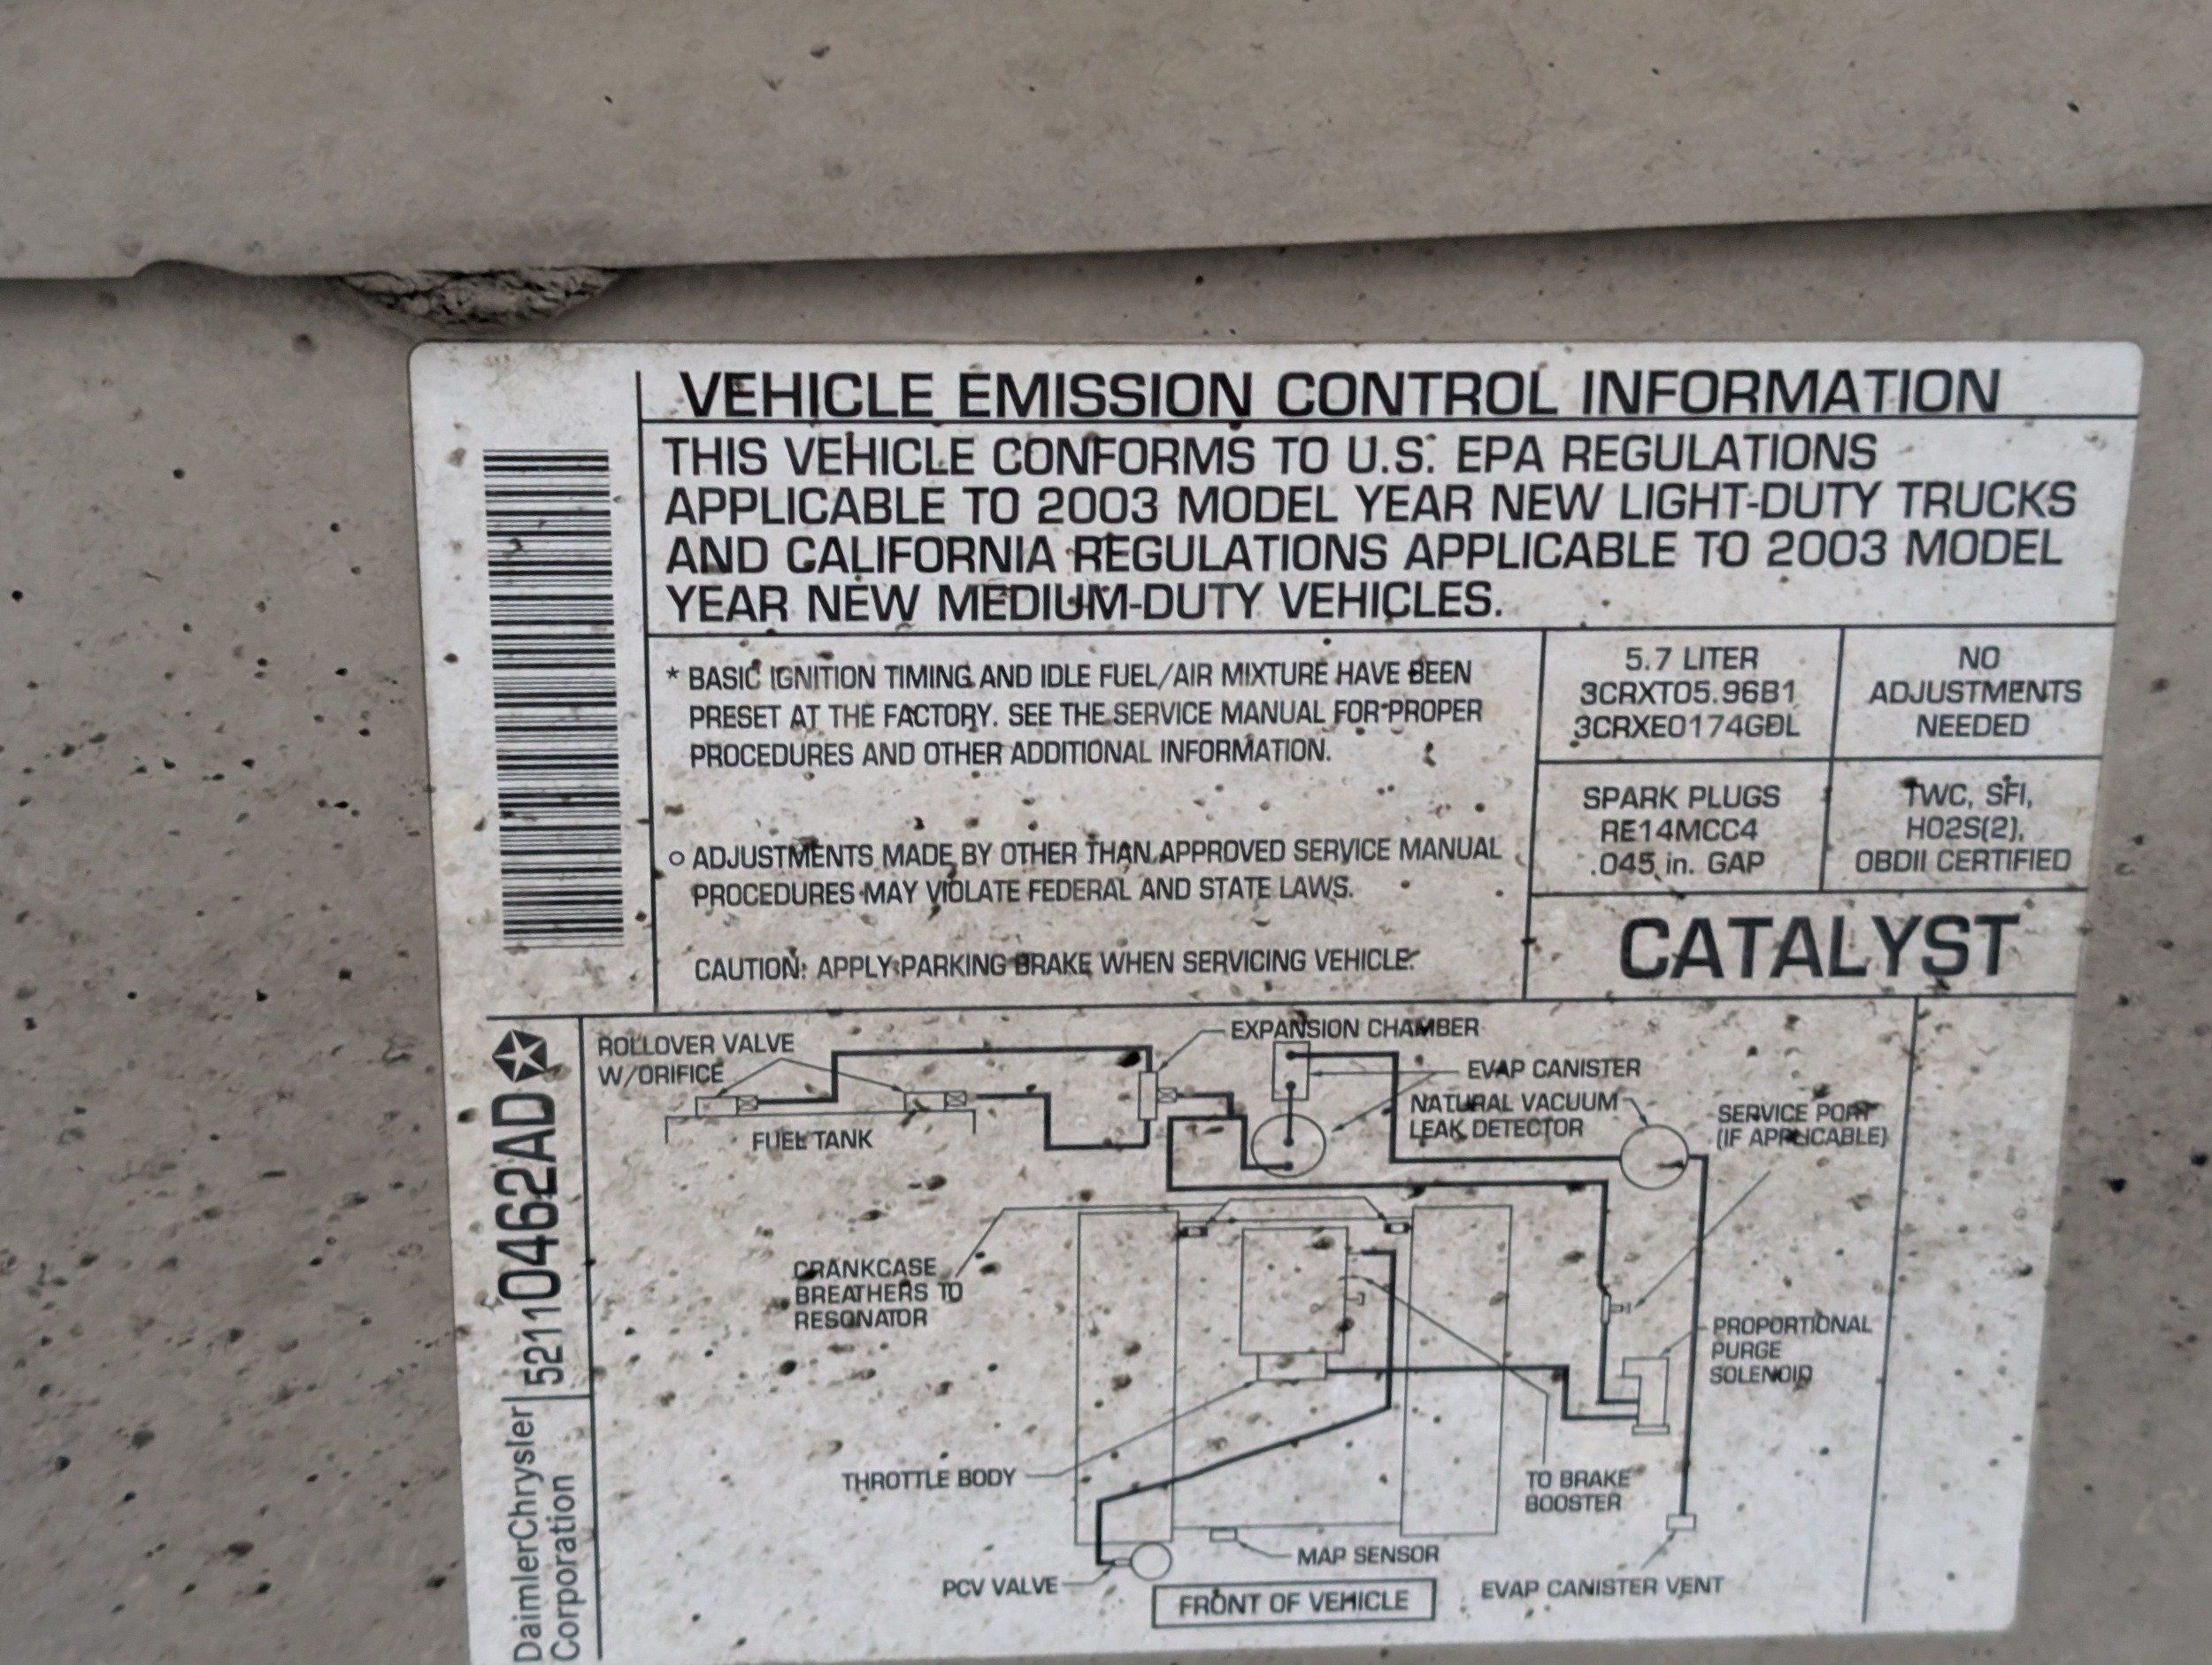 VEHICLE EMISSION CONTROL INFORMATION
THIS VEHICLE CONFORMS TO U.S. EPA REGULATIONS
APPLICABLE TO 2003 MODEL YEAR NEW LIGHT-DUTY TRUCKS
AND CALIFORNIA REGULATIONS APPLICABLE TO 2003 MODEL
YEAR NEW MEDIUM-DUTY VEHICLES.
* BASIC IGNITION TIMING AND IDLE FUEL/AIR MIXTURE HAVE BEEN
PRESET AT THE FACTORY. SEE THE SERVICE MANUAL FOR PROPER
PROCEDURES AND OTHER ADDITIONAL INFORMATION.
o ADJUSTMENTS MADE BY OTHER THAN APPROVED SERVICE MANUAL
PROCEDURES MAY VIOLATE FEDERAL AND STATE LAWS.
CAUTION: APPLY PARKING BRAKE WHEN SERVICING VEHICLE.
5.7 LITER
3CRXT05.96B1
3CRXE0174GDL
NO
ADJUSTMENTS
NEEDED
SPARK PLUGS
RE14MCC4
.045 in. GAP
TWC, SFI,
HO2S(2),
OBDII CERTIFIED
CATALYST
DaimlerChrysler
Corporation
52110462AD
ROLLOVER VALVE
W/ORIFICE
FUEL TANK
EXPANSION CHAMBER
EVAP CANISTER
NATURAL VACUUM
LEAK DETECTOR
SERVICE PORT
(IF APPLICABLE)
CRANKCASE
BREATHERS TO
RESONATOR
PROPORTIONAL
PURGE
SOLENOID
THROTTLE BODY
TO BRAKE
BOOSTER
MAP SENSOR
PCV VALVE
FRONT OF VEHICLE
EVAP CANISTER VENT